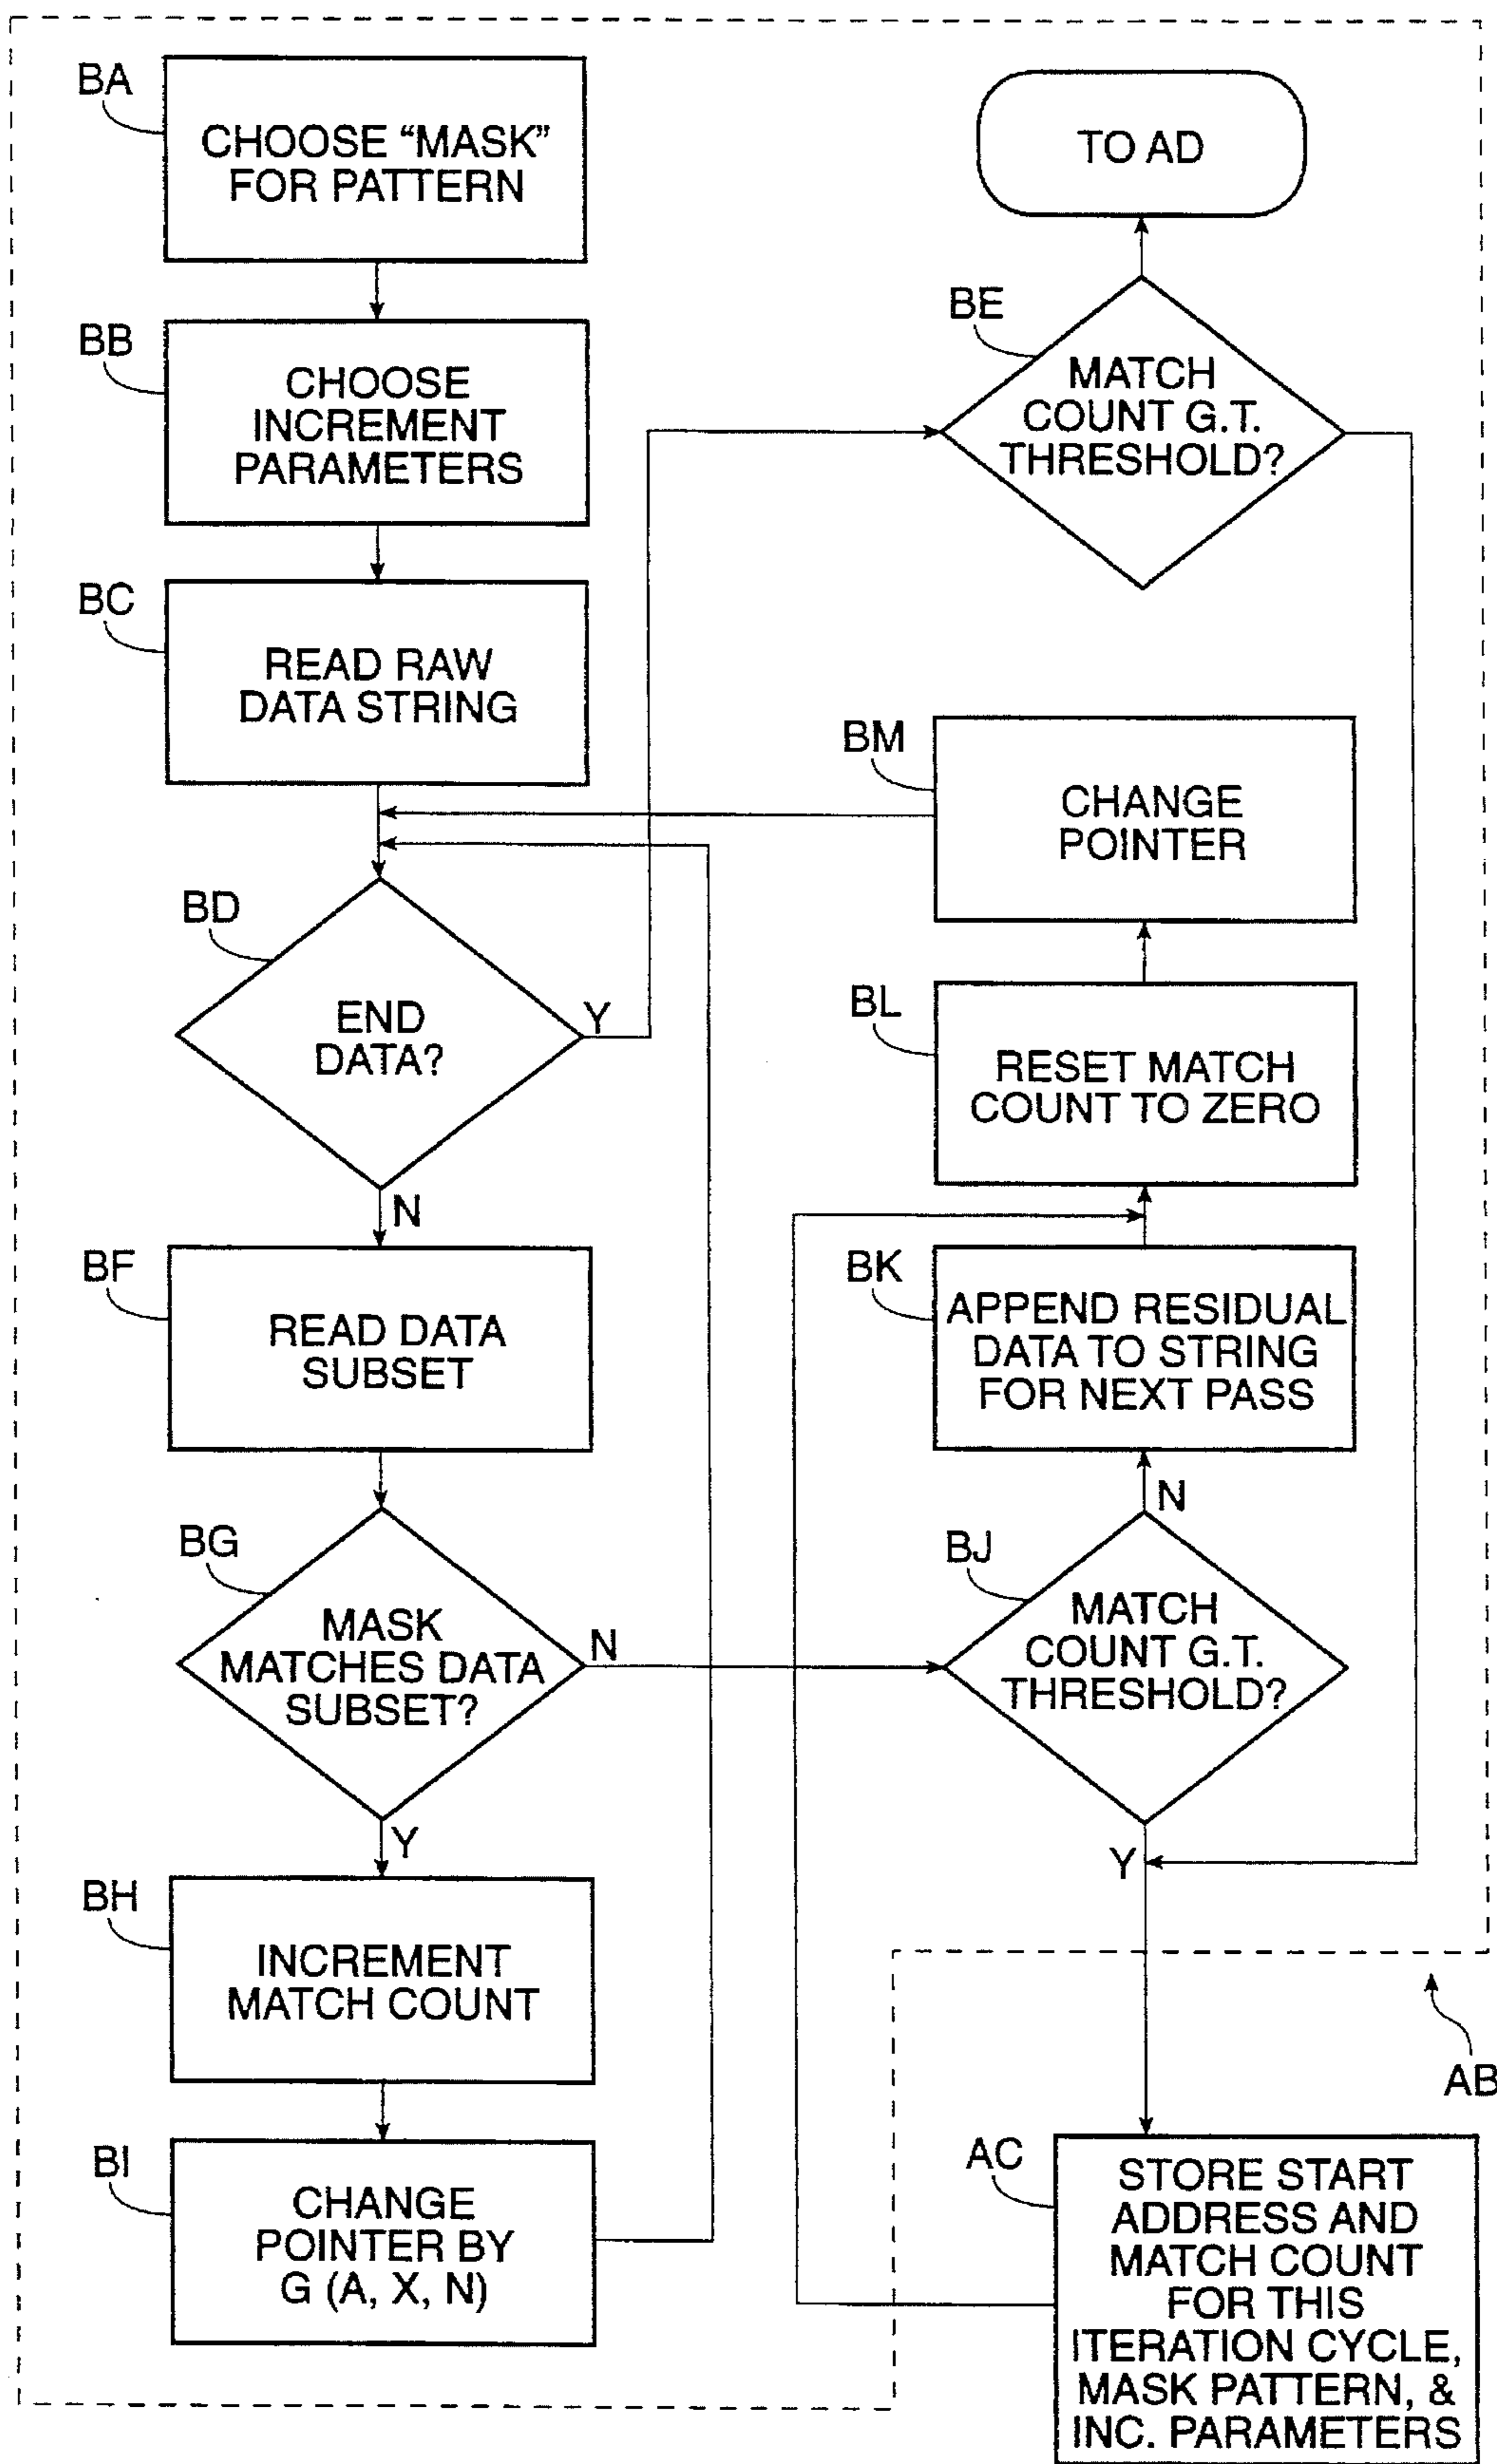 BA
CHOOSE “MASK”
FOR PATTERN
BB
CHOOSE
INCREMENT
PARAMETERS
BC
READ RAW
DATA STRING
BD
END
DATA?
Y
N
BF
READ DATA
SUBSET
BG
MASK
MATCHES DATA
SUBSET?
N
Y
BH
INCREMENT
MATCH COUNT
BI
CHANGE
POINTER BY
G (A, X, N)
TO AD
BE
MATCH
COUNT G.T.
THRESHOLD?
BM
CHANGE
POINTER
BL
RESET MATCH
COUNT TO ZERO
BK
APPEND RESIDUAL
DATA TO STRING
FOR NEXT PASS
N
BJ
MATCH
COUNT G.T.
THRESHOLD?
Y
AB
AC
STORE START
ADDRESS AND
MATCH COUNT
FOR THIS
ITERATION CYCLE,
MASK PATTERN, &
INC. PARAMETERS